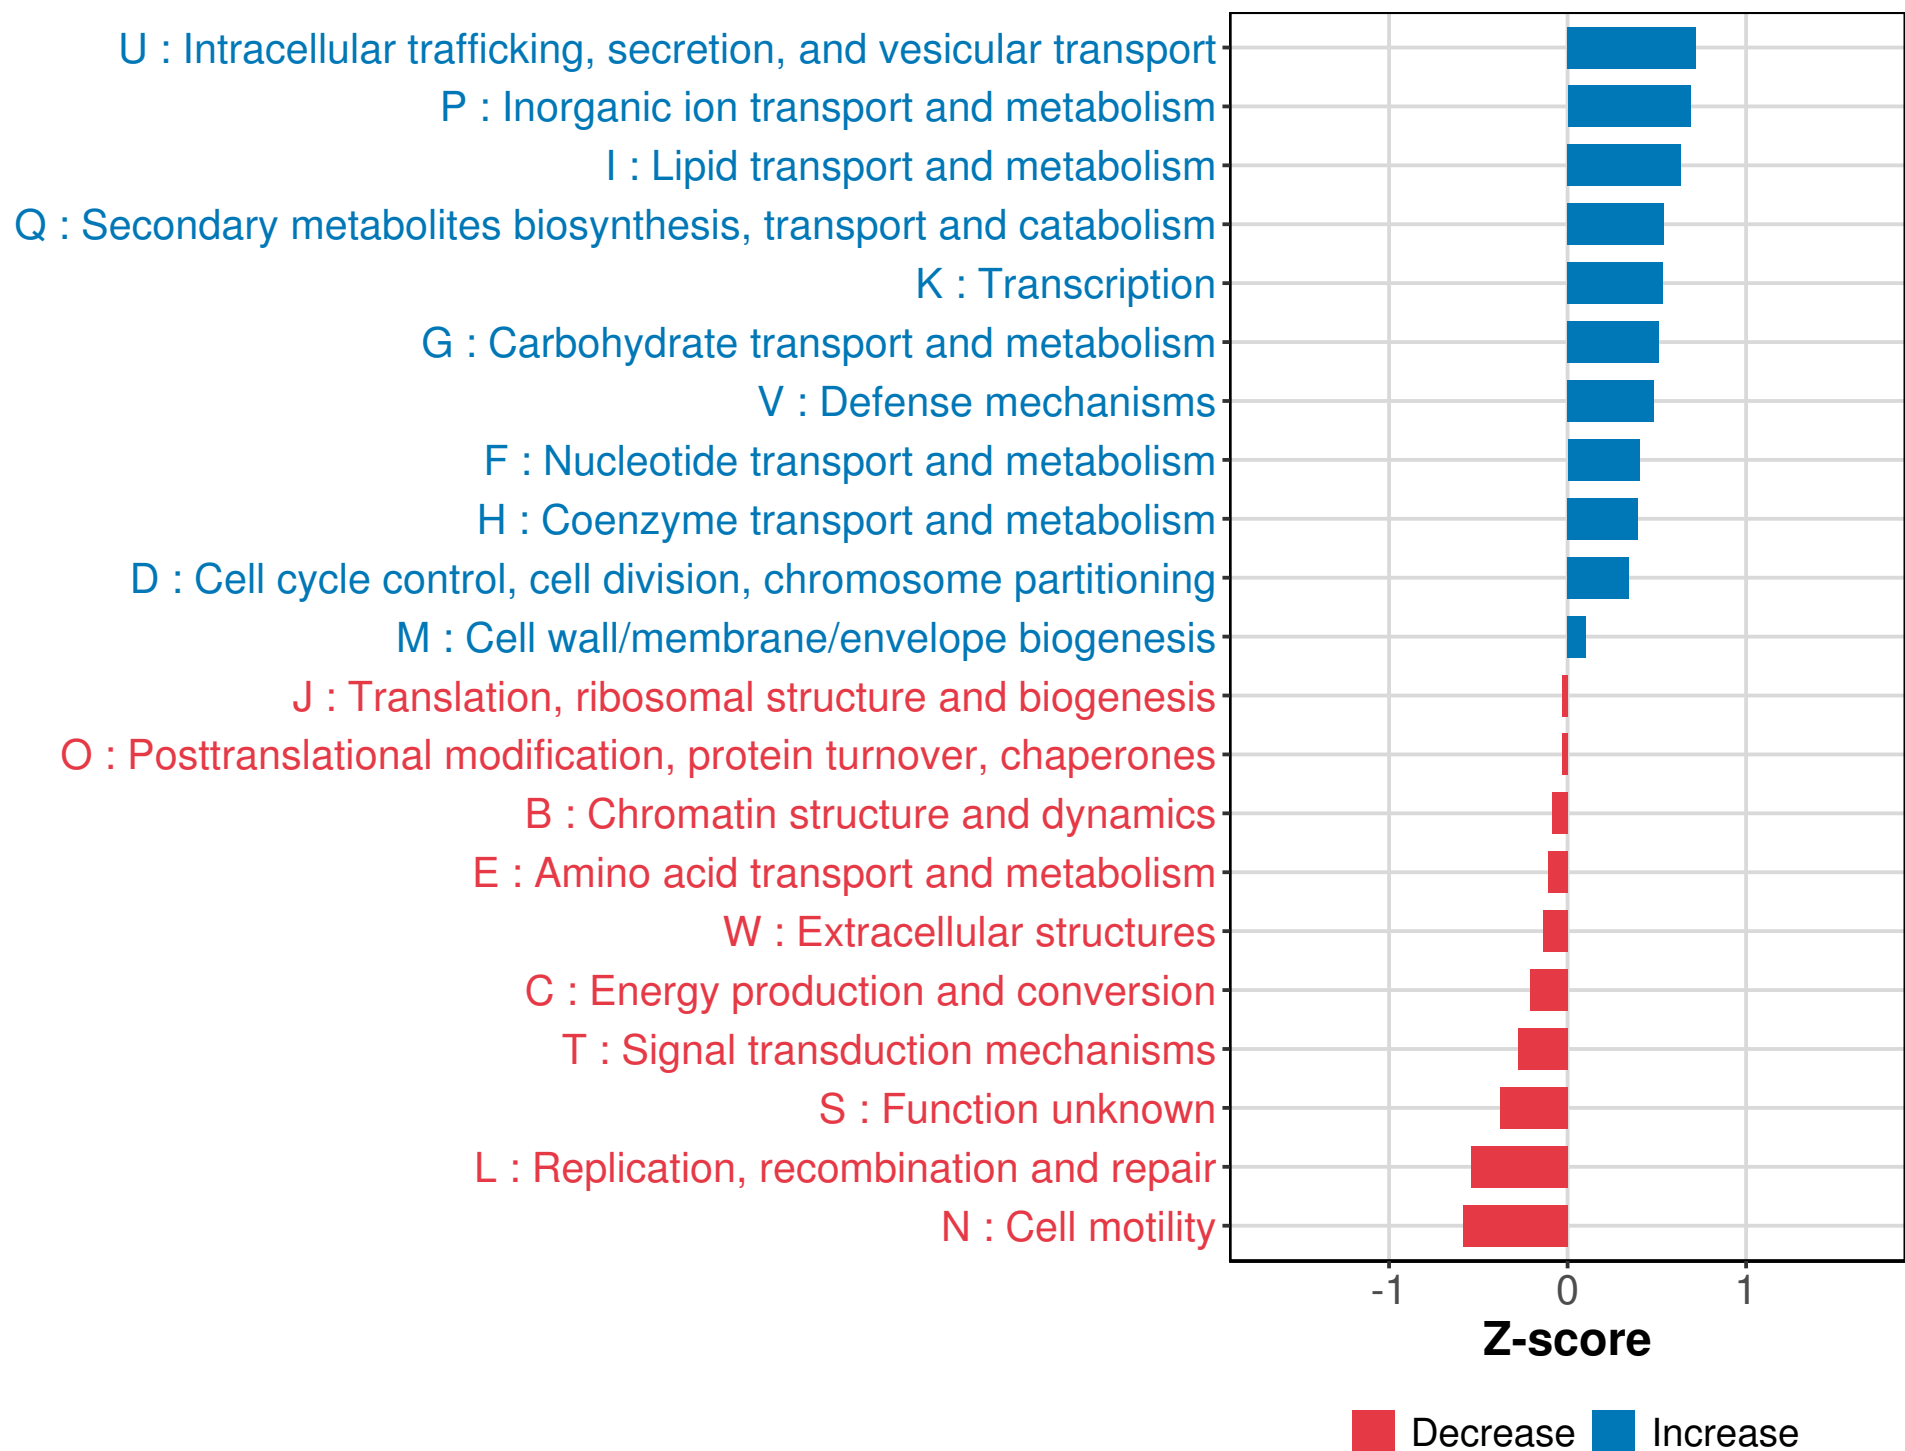 U : Intracellular trafficking, secretion, and vesicular transport
P : Inorganic ion transport and metabolism
I : Lipid transport and metabolism
Q : Secondary metabolites biosynthesis, transport and catabolism
K : Transcription
G : Carbohydrate transport and metabolism
V : Defense mechanisms
F : Nucleotide transport and metabolism
H : Coenzyme transport and metabolism
D : Cell cycle control, cell division, chromosome partitioning
M : Cell wall/membrane/envelope biogenesis
J : Translation, ribosomal structure and biogenesis
O : Posttranslational modification, protein turnover, chaperones
B : Chromatin structure and dynamics
E : Amino acid transport and metabolism
W : Extracellular structures
C : Energy production and conversion
T : Signal transduction mechanisms
S : Function unknown
L : Replication, recombination and repair
N : Cell motility
-1 0 1
Z-score
Decrease Increase